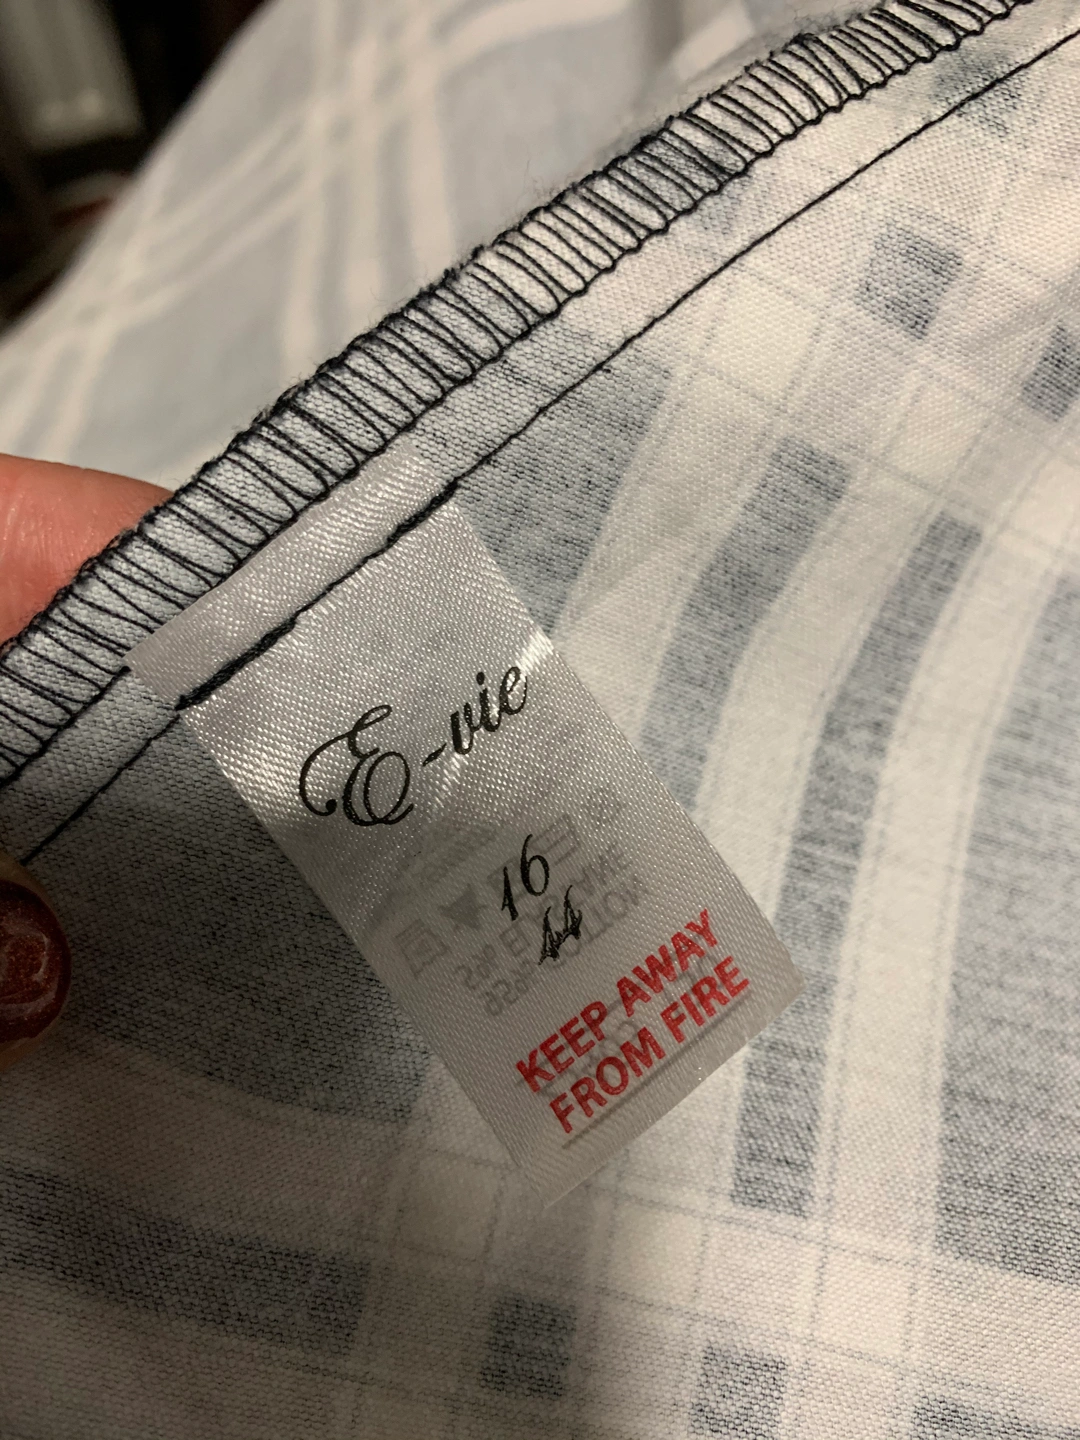 E-vie
16
44
KEEP AWAY
FROM FIRE